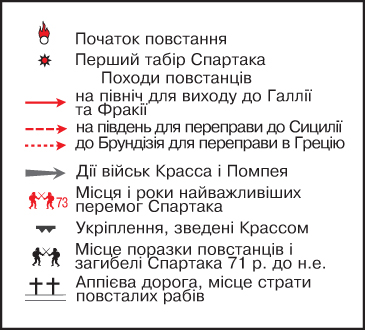 Початок повстання
Перший табір Спартака
Походи повстанців
на північ для виходу до Галлії
та Фракії
на південь для переправи до Сицилії
до Брундізія для переправи в Грецію
Дії військ Красса і Помпея
73 Місця і роки найважливіших
перемог Спартака
Укріплення, зведені Крассом
Місце поразки повстанців і
загибелі Спартака 71 р. до н.е.
Аппієва дорога, місце страти
повсталих рабів